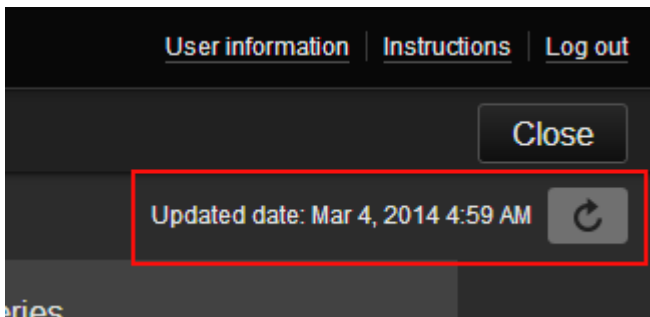 User information | Instructions | Log out
Close
Updated date: Mar 4, 2014 4:59 AM